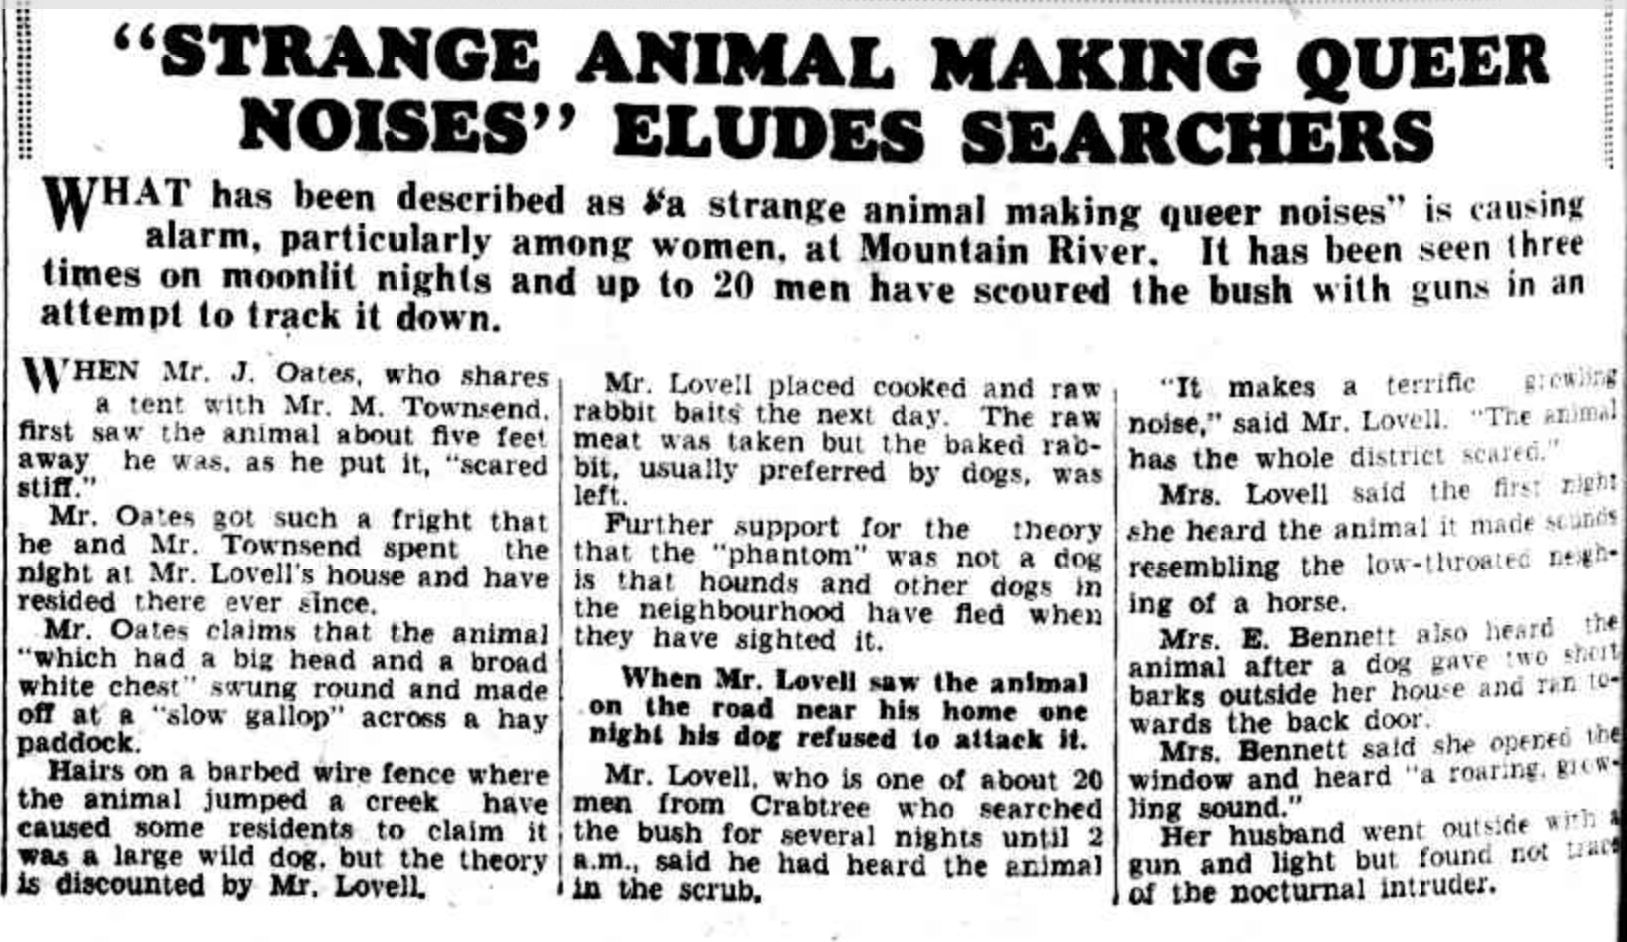 "STRANGE ANIMAL MAKING QUEER
NOISES" ELUDES SEARCHERS
WHAT has been described as "a strange animal making queer noises" is causing
alarm, particularly among women, at Mountain River. It has been seen three
times on moonlit nights and up to 20 men have scoured the bush with guns in an
attempt to track it down.
WHEN Mr. J. Oates, who shares
a tent with Mr. M. Townsend,
first saw the animal about five feet
away he was, as he put it, "scared
stiff."
Mr. Oates got such a fright that
he and Mr. Townsend spent the
night at Mr. Lovell's house and have
resided there ever since.
Mr. Oates claims that the animal
"which had a big head and a broad
white chest" swung round and made
off at a "slow gallop" across a hay
paddock.
Hairs on a barbed wire fence where
the animal jumped a creek have
caused some residents to claim it
was a large wild dog, but the theory
is discounted by Mr. Lovell.
Mr. Lovell placed cooked and raw
rabbit baits the next day. The raw
meat was taken but the baked rab-
bit, usually preferred by dogs, was
left.
Further support for the theory
that the "phantom" was not a dog
is that hounds and other dogs in
the neighbourhood have fled when
they have sighted it.
When Mr. Lovell saw the animal
on the road near his home one
night his dog refused to attack it.
Mr. Lovell, who is one of about 20
men from Crabtree who searched
the bush for several nights until 2
a.m., said he had heard the animal
in the scrub.
"It makes a terrific growling
noise," said Mr. Lovell. "The animal
has the whole district scared."
Mrs. Lovell said the first night
she heard the animal it made sounds
resembling the low-throated neigh-
ing of a horse.
Mrs. E. Bennett also heard the
animal after a dog gave two short
barks outside her house and ran to-
wards the back door.
Mrs. Bennett said she opened the
window and heard "a roaring, grow-
ling sound."
Her husband went outside with a
gun and light but found not trace
of the nocturnal intruder.